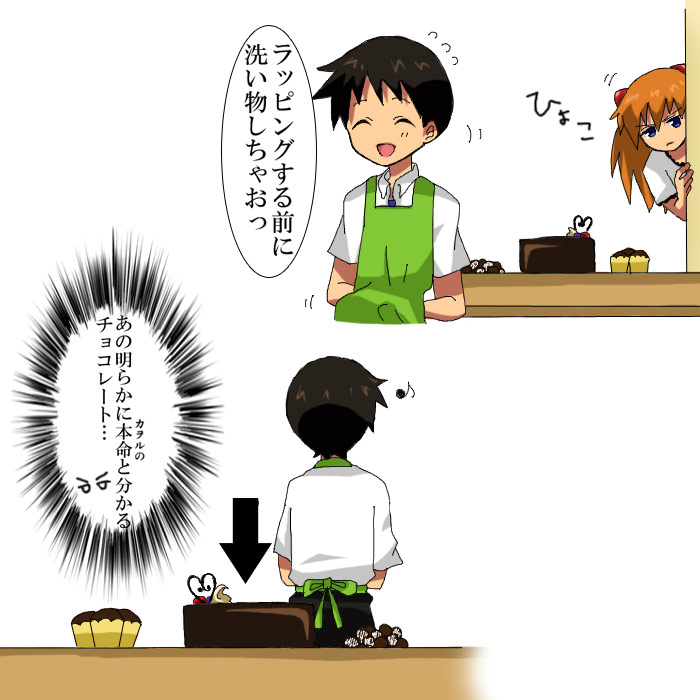 ラッピングする前に
洗い物しちゃおっ
ひょこ
あの明らかに本命と分かる
カヲルの
チョコレート…